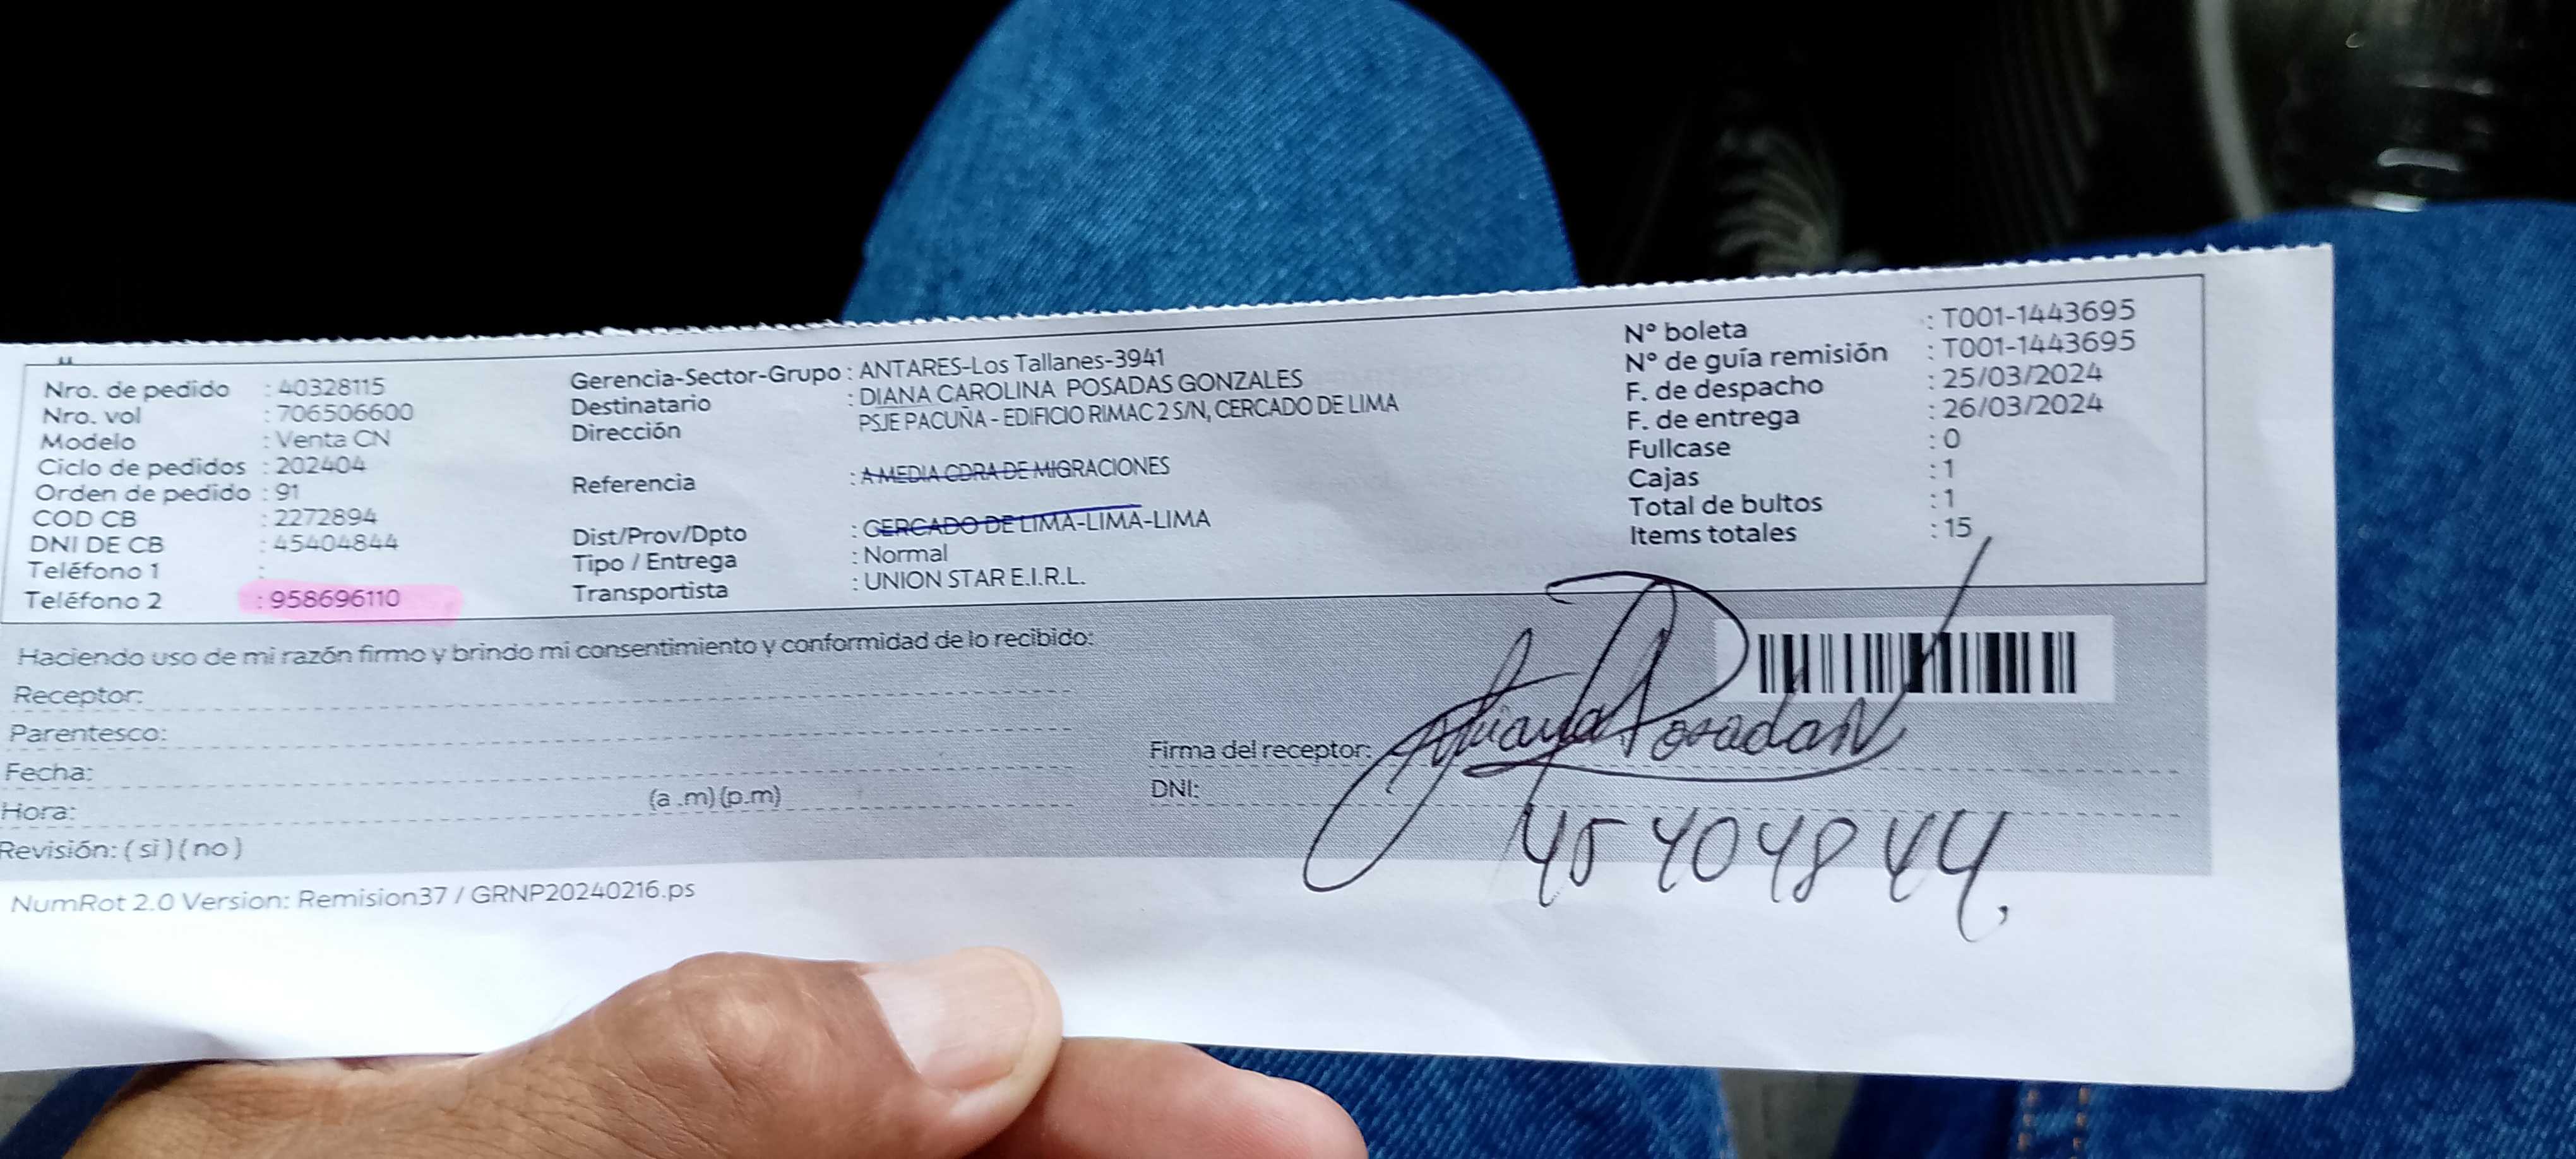 Nro. de pedido : 40328115
Nro. vol : 706506600
Modelo : Venta CN
Ciclo de pedidos : 202404
Orden de pedido : 91
COD CB : 2272894
DNI DE CB : 45404844
Teléfono 1 :
Teléfono 2 : 958696110
Gerencia-Sector-Grupo : ANTARES-Los Tallanes-3941
Destinatario : DIANA CAROLINA POSADAS GONZALES
Dirección PSJE PACUÑA - EDIFICIO RIMAC 2 S/N, CERCADO DE LIMA
Referencia : A MEDIA CDRA DE MIGRACIONES
Dist/Prov/Dpto : CERCADO DE LIMA-LIMA-LIMA
Tipo / Entrega : Normal
Transportista : UNION STAR E.I.R.L.
N° boleta : T001-1443695
N° de guía remisión : T001-1443695
F. de despacho : 25/03/2024
F. de entrega : 26/03/2024
Fullcase : 0
Cajas : 1
Total de bultos : 1
Items totales : 15
Haciendo uso de mi razón firmo y brindo mi consentimiento y conformidad de lo recibido:
Receptor:
Parentesco:
Fecha:
Hora: (a .m) (p.m)
Revisión: ( si ) ( no )
Firma del receptor:
DNI: 45404844.
NumRot 2.0 Version: Remision37 / GRNP20240216.ps